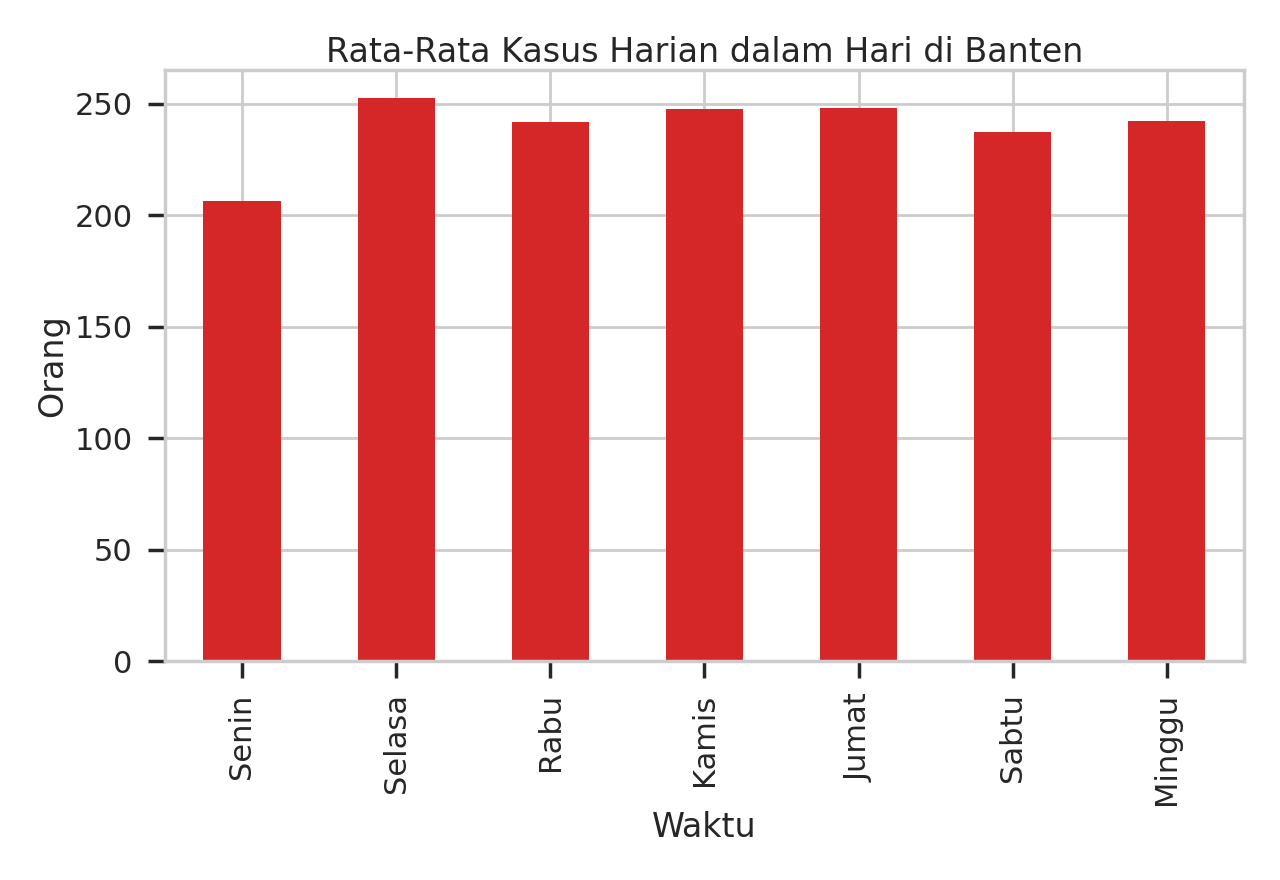 Rata-Rata Kasus Harian dalam Hari di Banten
Orang
250
200
150
100
50
0
Senin
Selasa
Rabu
Kamis
Jumat
Sabtu
Minggu
Waktu